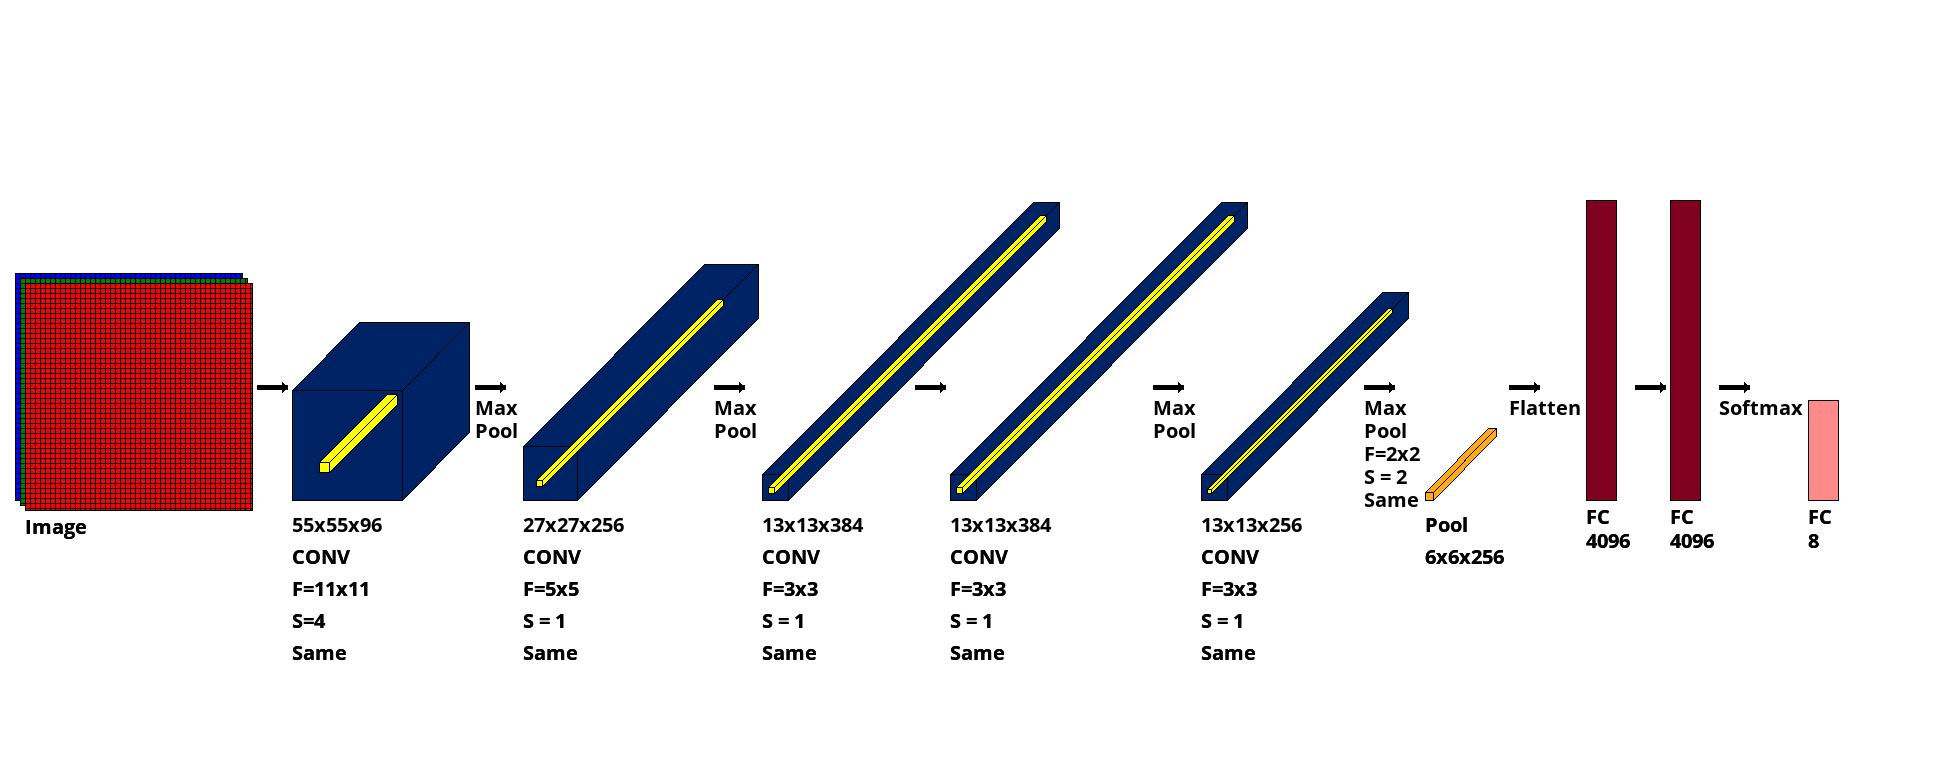 Image
55x55x96
CONV
F=11x11
S=4
Same
Max
Pool
27x27x256
CONV
F=5x5
S = 1
Same
Max
Pool
13x13x384
CONV
F=3x3
S = 1
Same
13x13x384
CONV
F=3x3
S = 1
Same
Max
Pool
13x13x256
CONV
F=3x3
S = 1
Same
Max
Pool
F=2x2
S = 2
Same
Pool
6x6x256
Flatten
FC
4096
FC
4096
Softmax
FC
8